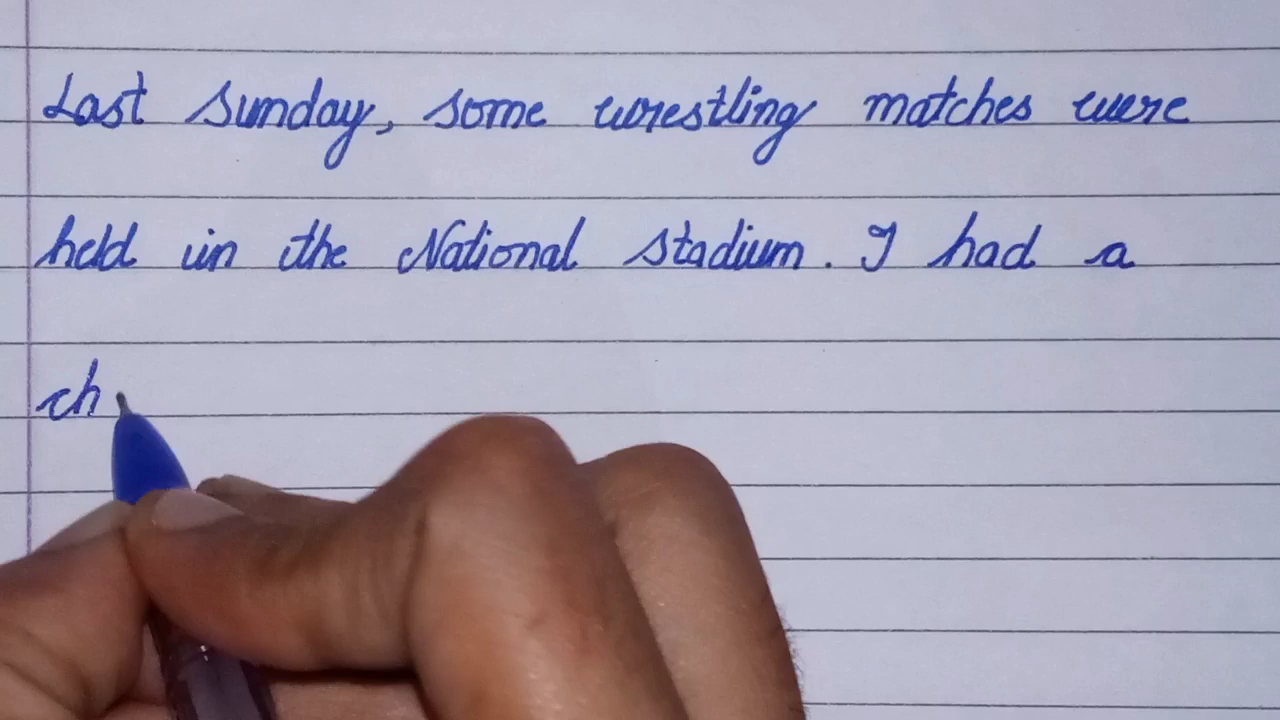 Last Sunday, some wrestling matches were
held in the National Stadium. I had a
ch